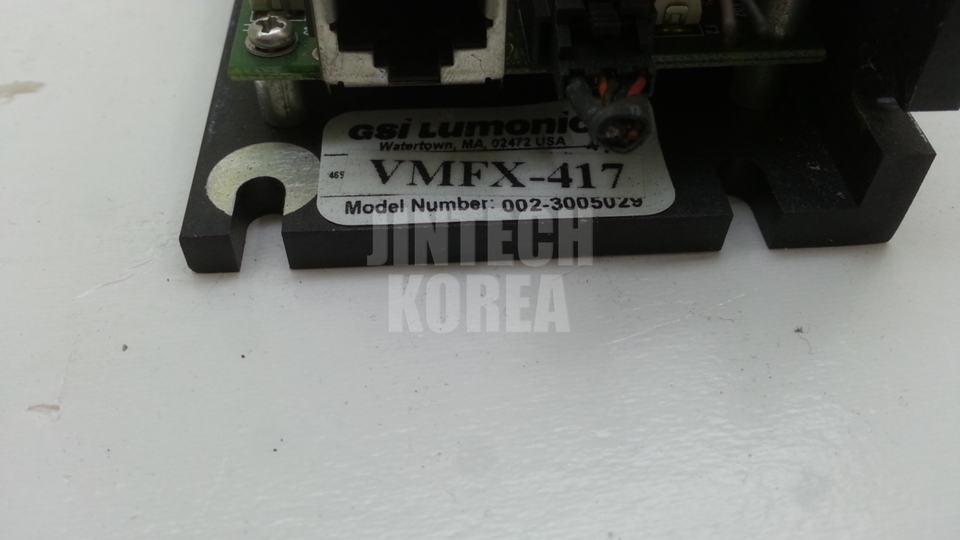 GSi Lumonic
Watertown, MA, 02472 USA
465
VMFX-417
Model Number: 002-3005029
JINTECH
KOREA